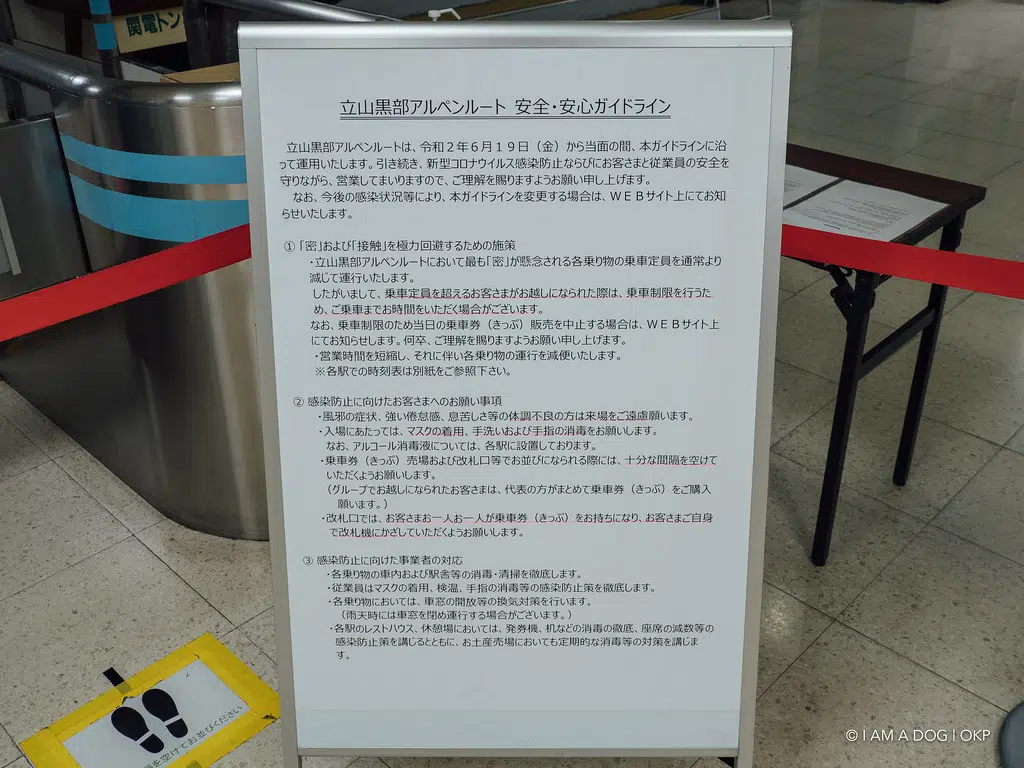 関電トン
立山黒部アルペンルート 安全・安心ガイドライン
立山黒部アルペンルートは、令和2年6月19日（金）から当面の間、本ガイドラインに沿
って運用いたします。引き続き、新型コロナウイルス感染防止ならびにお客さまと従業員の安全を
守りながら、営業してまいりますので、ご理解を賜りますようお願い申し上げます。
なお、今後の感染状況等により、本ガイドラインを変更する場合は、ＷＥＢサイト上にてお知
らせいたします。
① 「密」および「接触」を極力回避するための施策
・立山黒部アルペンルートにおいて最も「密」が懸念される各乗り物の乗車定員を通常より
減じて運行いたします。
したがいまして、乗車定員を超えるお客さまがお越しになられた際は、乗車制限を行うた
め、ご乗車までお時間をいただく場合がございます。
なお、乗車制限のため当日の乗車券（きっぷ）販売を中止する場合は、ＷＥＢサイト上
にてお知らせします。何卒、ご理解を賜りますようお願い申し上げます。
・営業時間を短縮し、それに伴い各乗り物の運行を減便いたします。
※各駅での時刻表は別紙をご参照下さい。
② 感染防止に向けたお客さまへのお願い事項
・風邪の症状、強い倦怠感、息苦しさ等の体調不良の方は来場をご遠慮願います。
・入場にあたっては、マスクの着用、手洗いおよび手指の消毒をお願いします。
なお、アルコール消毒液については、各駅に設置しております。
・乗車券（きっぷ）売場および改札口等でお並びになられる際には、十分な間隔を空けて
いただくようお願いします。
（グループでお越しになられたお客さまは、代表の方がまとめて乗車券（きっぷ）をご購入
願います。）
・改札口では、お客さまお一人お一人が乗車券（きっぷ）をお持ちになり、お客さまご自身
で改札機にかざしていただくようお願いします。
③ 感染防止に向けた事業者の対応
・各乗り物の車内および駅舎等の消毒・清掃を徹底します。
・従業員はマスクの着用、検温、手指の消毒等の感染防止策を徹底します。
・各乗り物においては、車窓の開放等の換気対策を行います。
（雨天時には車窓を閉め運行する場合がございます。）
・各駅のレストハウス、休憩場においては、発券機、机などの消毒の徹底、座席の減数等の
感染防止策を講じるとともに、お土産売場においても定期的な消毒等の対策を講じま
す。
を空けてお並びください
© I AM A DOG | OKP